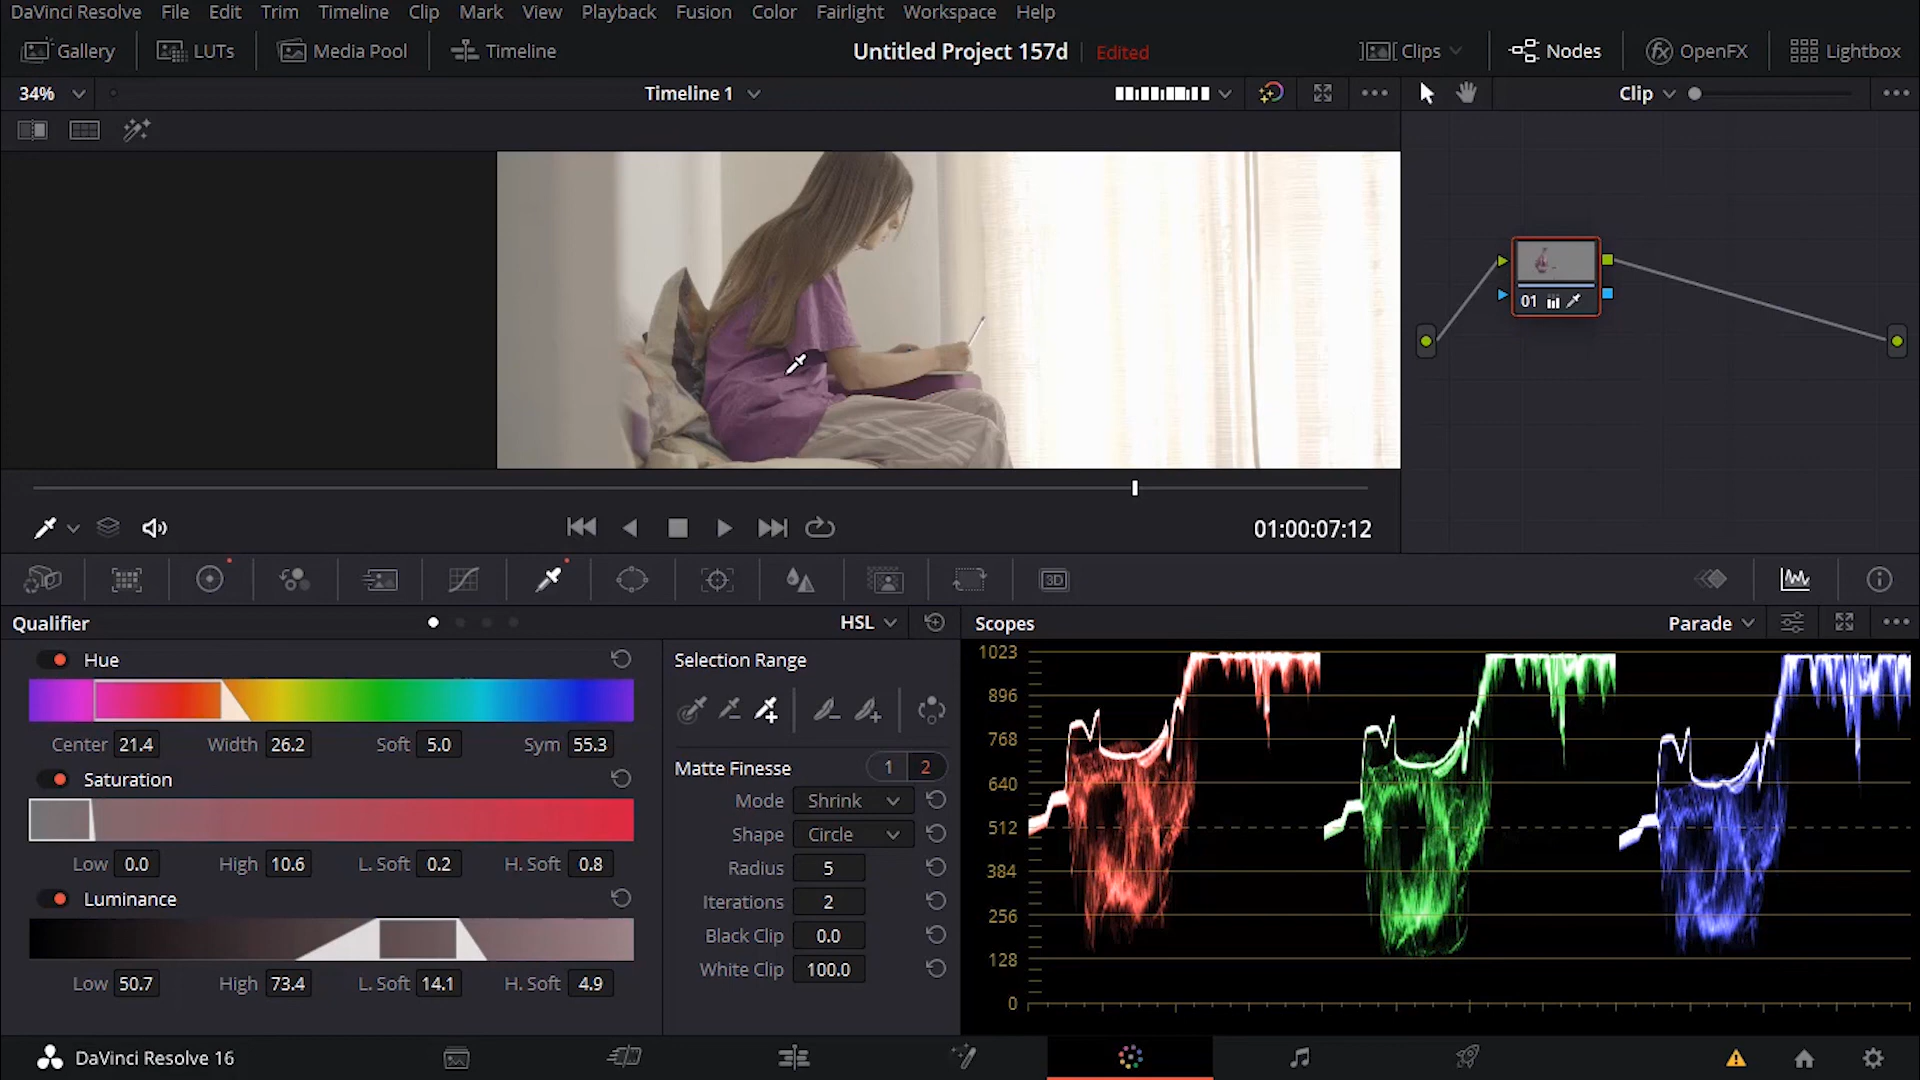 DaVinci Resolve File Edit Trim Timeline Clip Mark View Playback Fusion Color Fairlight Workspace Help
Gallery LUTs Media Pool Timeline Untitled Project 157d Edited Clips Nodes OpenFX Lightbox
34% Timeline 1 Clip
01
01:00:07:12
3D
Qualifier HSL Scopes Parade
Hue
Center 21.4 Width 26.2 Soft 5.0 Sym 55.3
Saturation
Low 0.0 High 10.6 L. Soft 0.2 H. Soft 0.8
Luminance
Low 50.7 High 73.4 L. Soft 14.1 H. Soft 4.9
Selection Range
Matte Finesse 1 2
Mode Shrink
Shape Circle
Radius 5
Iterations 2
Black Clip 0.0
White Clip 100.0
1023
896
768
640
512
384
256
128
0
DaVinci Resolve 16